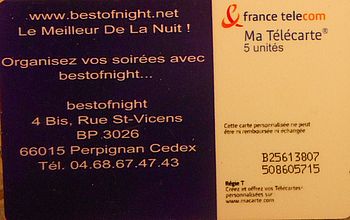 www.bestofnight.net
Le Meilleur De La Nuit !
Organisez vos soirées avec
bestofnight...
bestofnight
4 Bis, Rue St-Vicens
BP 3026
66015 Perpignan Cedex
Tél. 04.68.67.47.43
france telecom
Ma Télécarte®
5 unités
Cette carte personnalisée ne peut
être ni remboursée ni échangée
B25613807
508605715
Régie T
Créez et offrez vos Télécartes
personnalisées sur
www.macarte.com